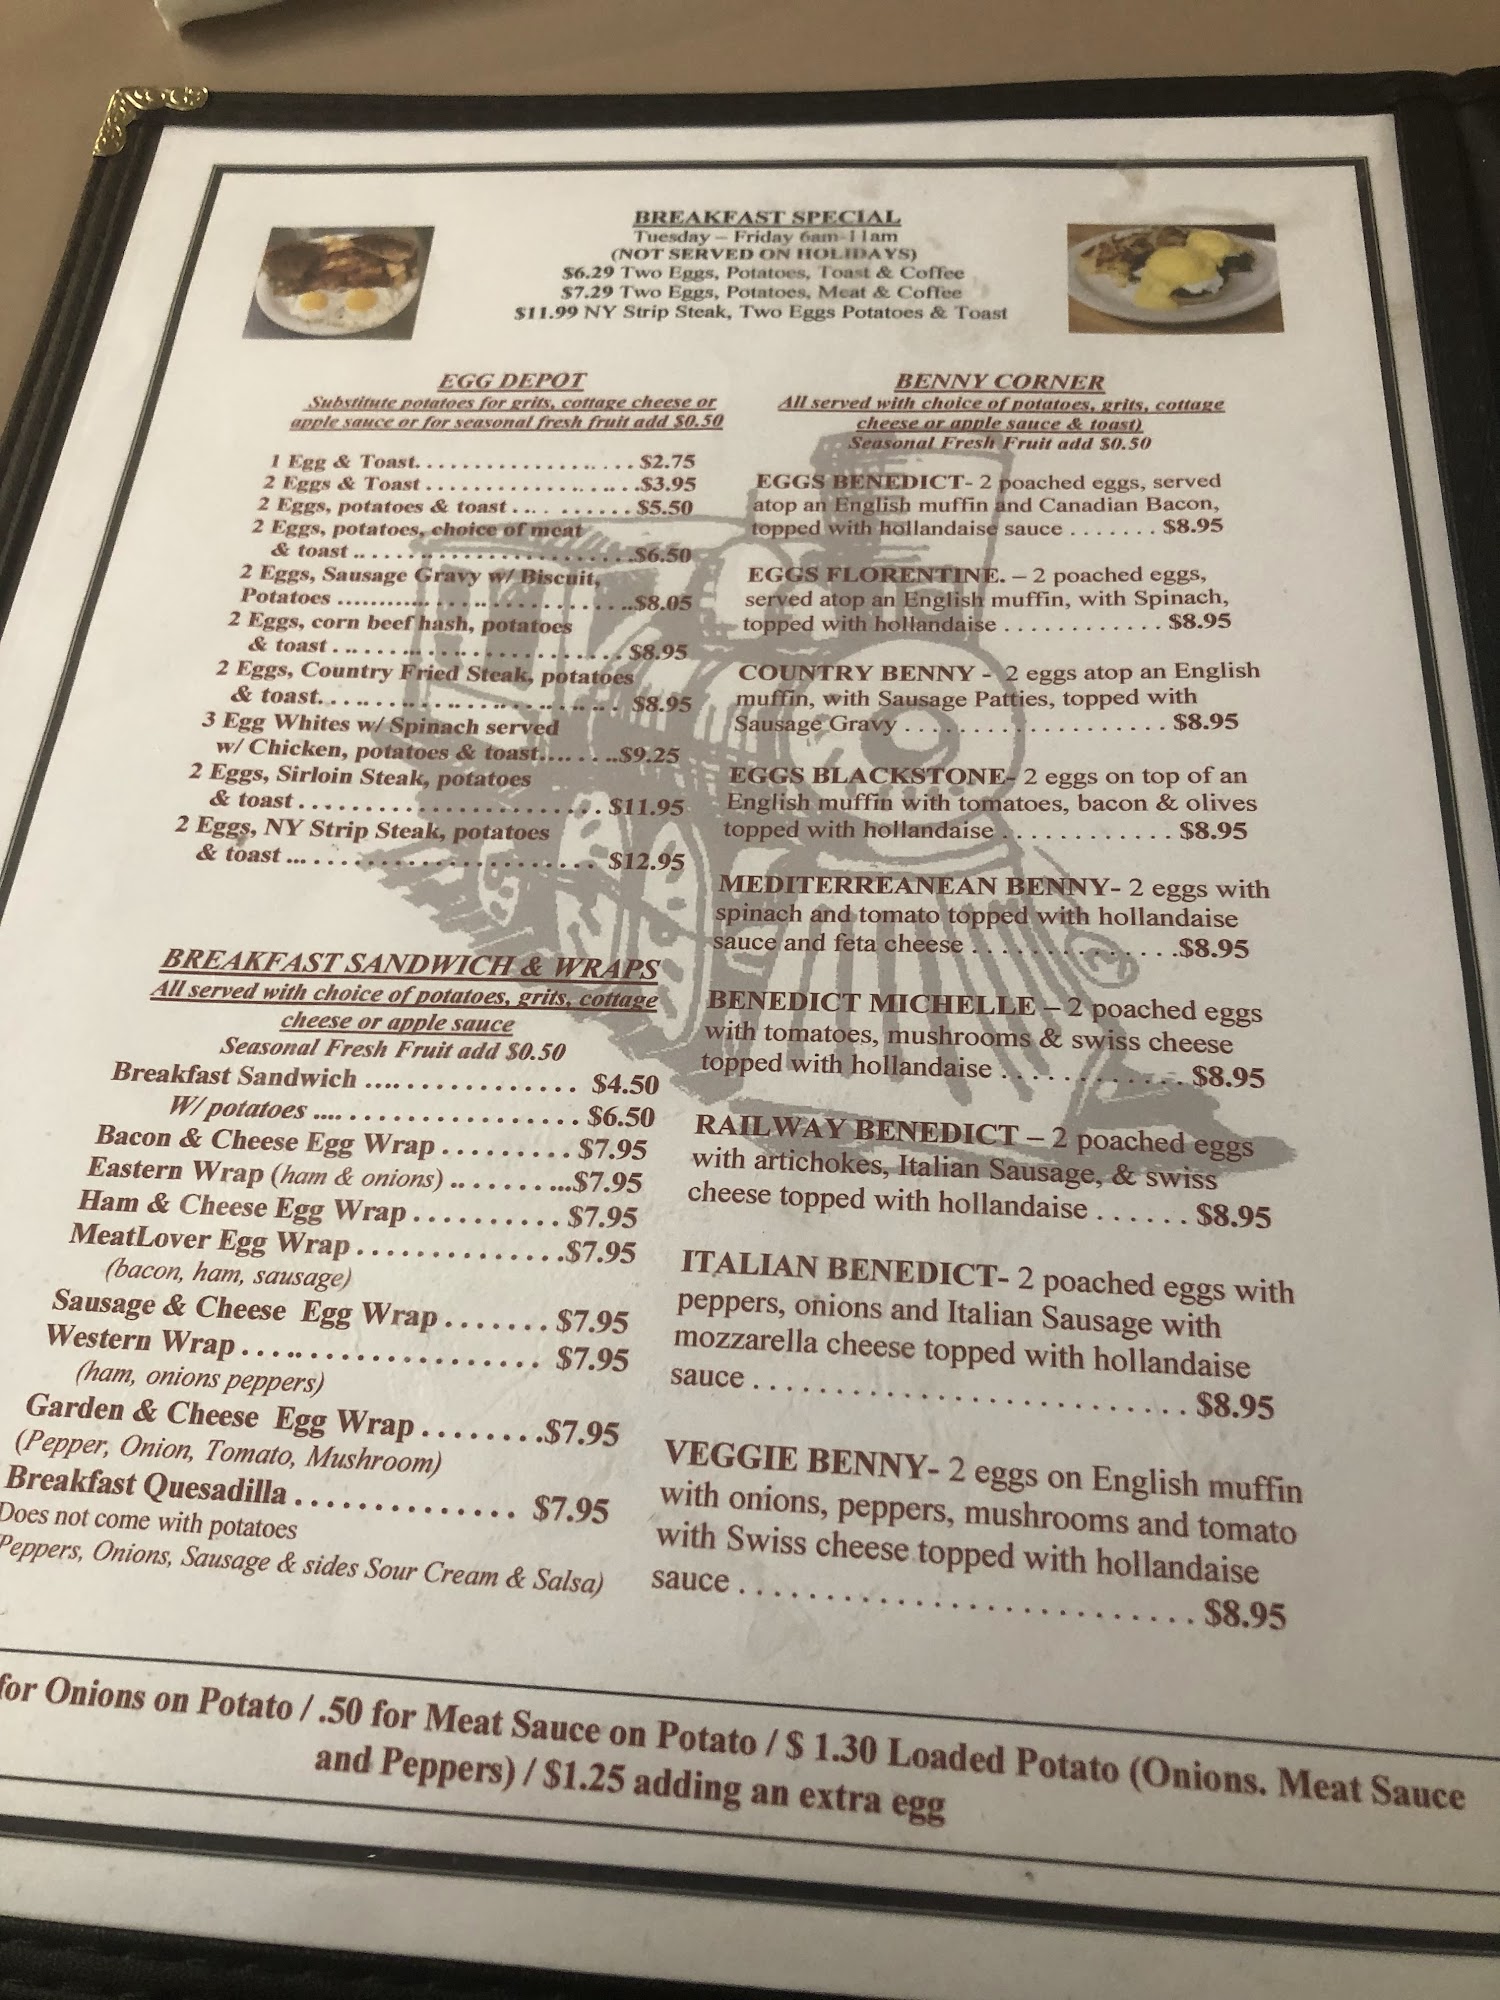 BREAKFAST SPECIAL
Tuesday – Friday 6am-11am
(NOT SERVED ON HOLIDAYS)
$6.29 Two Eggs, Potatoes, Toast & Coffee
$7.29 Two Eggs, Potatoes, Meat & Coffee
$11.99 NY Strip Steak, Two Eggs Potatoes & Toast
EGG DEPOT
Substitute potatoes for grits, cottage cheese or
apple sauce or for seasonal fresh fruit add $0.50
1 Egg & Toast. . . . . . . . . . . . . . . . . . . . . . $2.75
2 Eggs & Toast . . . . . . . . . . . . . . . . . . . . .$3.95
2 Eggs, potatoes & toast . . . . . . . . . . . . $5.50
2 Eggs, potatoes, choice of meat
& toast . . . . . . . . . . . . . . . . . . . . . . . . . .$6.50
2 Eggs, Sausage Gravy w/ Biscuit,
Potatoes . . . . . . . . . . . . . . . . . . . . . . . . .$8.05
2 Eggs, corn beef hash, potatoes
& toast . . . . . . . . . . . . . . . . . . . . . . . . . . $8.95
2 Eggs, Country Fried Steak, potatoes
& toast. . . . . . . . . . . . . . . . . . . . . . . . . . . $8.95
3 Egg Whites w/ Spinach served
w/ Chicken, potatoes & toast.... . . . ..$9.25
2 Eggs, Sirloin Steak, potatoes
& toast . . . . . . . . . . . . . . . . . . . . . . . . $11.95
2 Eggs, NY Strip Steak, potatoes
& toast ... . . . . . . . . . . . . . . . . . . . . . . $12.95
BREAKFAST SANDWICH & WRAPS
All served with choice of potatoes, grits, cottage
cheese or apple sauce
Seasonal Fresh Fruit add $0.50
Breakfast Sandwich .... . . . . . . . . . . . . . $4.50
W/ potatoes .... . . . . . . . . . . . . . . . . . $6.50
Bacon & Cheese Egg Wrap . . . . . . . . . $7.95
Eastern Wrap (ham & onions) .. . . . . . . ...$7.95
Ham & Cheese Egg Wrap . . . . . . . . . . $7.95
MeatLover Egg Wrap . . . . . . . . . . . . . .$7.95
(bacon, ham, sausage)
Sausage & Cheese Egg Wrap . . . . . . . $7.95
Western Wrap . . . . .. . . . . . . . . . . . . . . . $7.95
(ham, onions peppers)
Garden & Cheese Egg Wrap . . . . . . . .$7.95
(Pepper, Onion, Tomato, Mushroom)
Breakfast Quesadilla . . . . . . . . . . . . . . $7.95
Does not come with potatoes
Peppers, Onions, Sausage & sides Sour Cream & Salsa)
BENNY CORNER
All served with choice of potatoes, grits, cottage
cheese or apple sauce & toast)
Seasonal Fresh Fruit add $0.50
EGGS BENEDICT- 2 poached eggs, served
atop an English muffin and Canadian Bacon,
topped with hollandaise sauce . . . . . . . $8.95
EGGS FLORENTINE. – 2 poached eggs,
served atop an English muffin, with Spinach,
topped with hollandaise . . . . . . . . . . . . $8.95
COUNTRY BENNY - 2 eggs atop an English
muffin, with Sausage Patties, topped with
Sausage Gravy . . . . . . . . . . . . . . . . . . . $8.95
EGGS BLACKSTONE- 2 eggs on top of an
English muffin with tomatoes, bacon & olives
topped with hollandaise . . . . . . . . . . . . $8.95
MEDITERREANEAN BENNY- 2 eggs with
spinach and tomato topped with hollandaise
sauce and feta cheese . . . . . . . . . . . . . .$8.95
BENEDICT MICHELLE – 2 poached eggs
with tomatoes, mushrooms & swiss cheese
topped with hollandaise . . . . . . . . . . . . $8.95
RAILWAY BENEDICT – 2 poached eggs
with artichokes, Italian Sausage, & swiss
cheese topped with hollandaise . . . . . . $8.95
ITALIAN BENEDICT- 2 poached eggs with
peppers, onions and Italian Sausage with
mozzarella cheese topped with hollandaise
sauce . . . . . . . . . . . . . . . . . . . . . . . . . $8.95
VEGGIE BENNY- 2 eggs on English muffin
with onions, peppers, mushrooms and tomato
with Swiss cheese topped with hollandaise
sauce . . . . . . . . . . . . . . . . . . . . . . . . . . $8.95
for Onions on Potato / .50 for Meat Sauce on Potato / $ 1.30 Loaded Potato (Onions. Meat Sauce
and Peppers) / $1.25 adding an extra egg